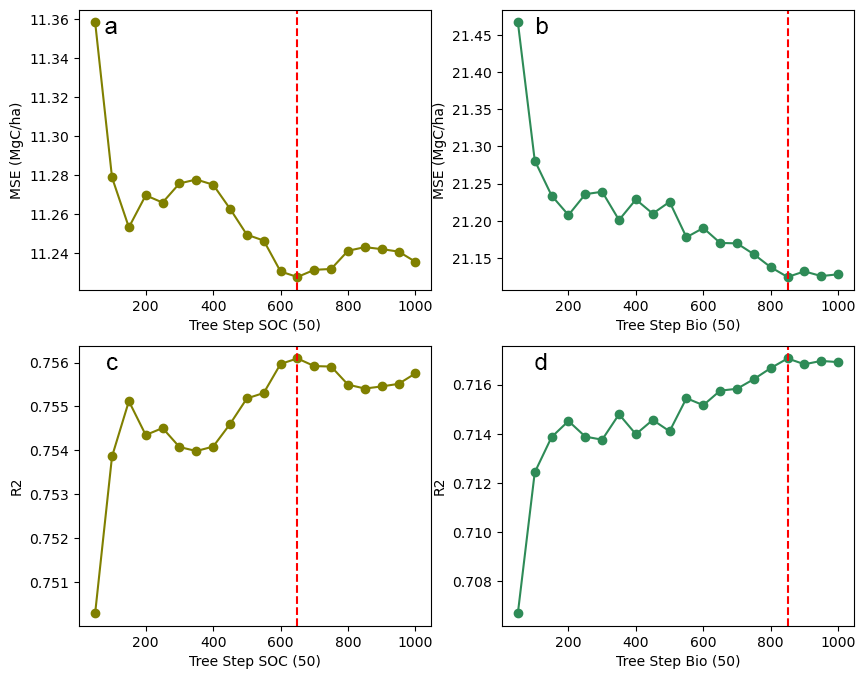 a
11.36
11.34
11.32
11.30
11.28
11.26
11.24
MSE (MgC/ha)
200 400 600 800 1000
Tree Step SOC (50)
b
21.45
21.40
21.35
21.30
21.25
21.20
21.15
MSE (MgC/ha)
200 400 600 800 1000
Tree Step Bio (50)
c
0.756
0.755
0.754
0.753
0.752
0.751
R2
200 400 600 800 1000
Tree Step SOC (50)
d
0.716
0.714
0.712
0.710
0.708
R2
200 400 600 800 1000
Tree Step Bio (50)